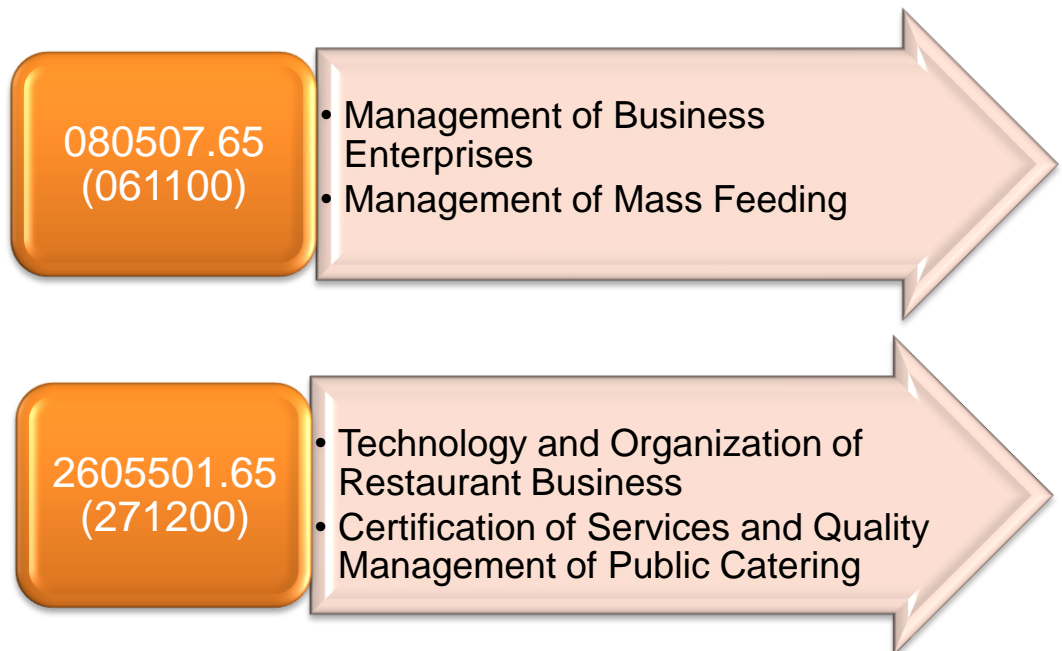 080507.65
(061100)
• Management of Business
Enterprises
• Management of Mass Feeding
2605501.65
(271200)
• Technology and Organization of
Restaurant Business
• Certification of Services and Quality
Management of Public Catering